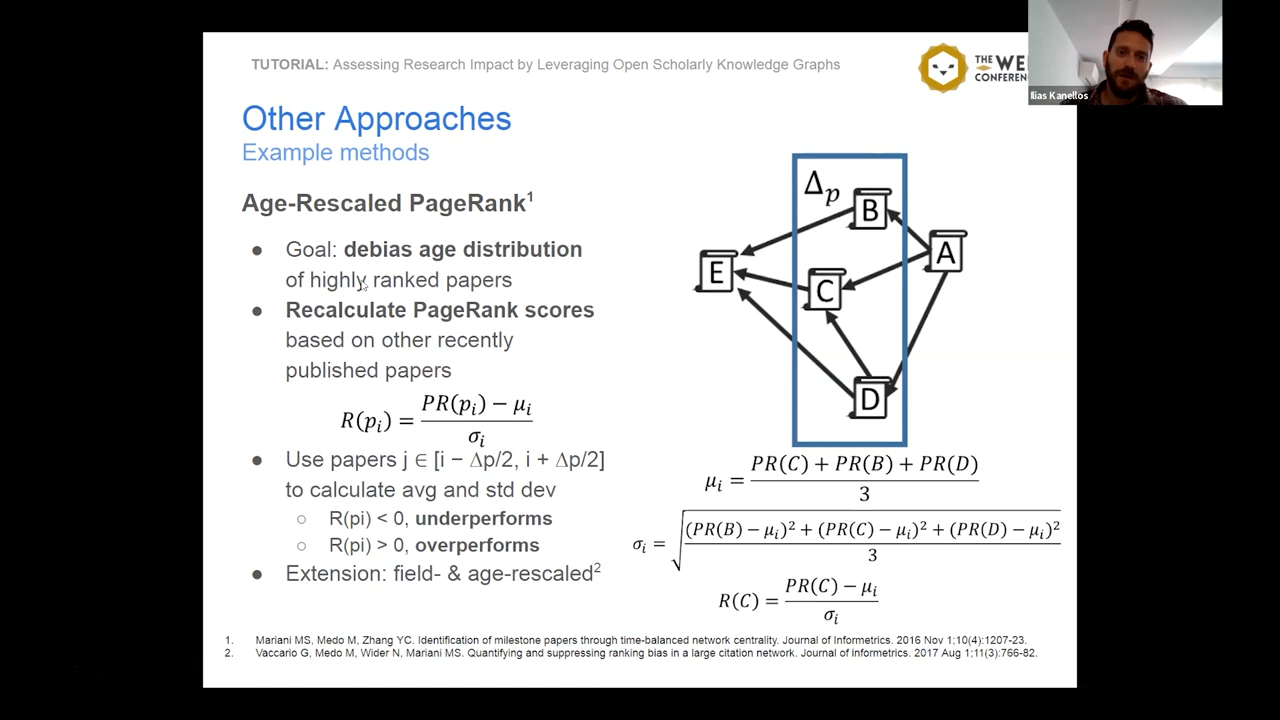 TUTORIAL: Assessing Research Impact by Leveraging Open Scholarly Knowledge Graphs
THE WE
CONFEREN
Ilias Kanellos
Other Approaches
Example methods
Age-Rescaled PageRank¹
● Goal: debias age distribution
of highly ranked papers
● Recalculate PageRank scores
based on other recently
published papers
R(pᵢ) = (PR(pᵢ) − μᵢ) / σᵢ
● Use papers j ∈ [i − Δp/2, i + Δp/2]
to calculate avg and std dev
○ R(pi) < 0, underperforms
○ R(pi) > 0, overperforms
● Extension: field- & age-rescaled²
Δₚ
B
A
E
C
D
μᵢ = (PR(C) + PR(B) + PR(D)) / 3
σᵢ = √(((PR(B) − μᵢ)² + (PR(C) − μᵢ)² + (PR(D) − μᵢ)²) / 3)
R(C) = (PR(C) − μᵢ) / σᵢ
1. Mariani MS, Medo M, Zhang YC. Identification of milestone papers through time-balanced network centrality. Journal of Informetrics. 2016 Nov 1;10(4):1207-23.
2. Vaccario G, Medo M, Wider N, Mariani MS. Quantifying and suppressing ranking bias in a large citation network. Journal of informetrics. 2017 Aug 1;11(3):766-82.